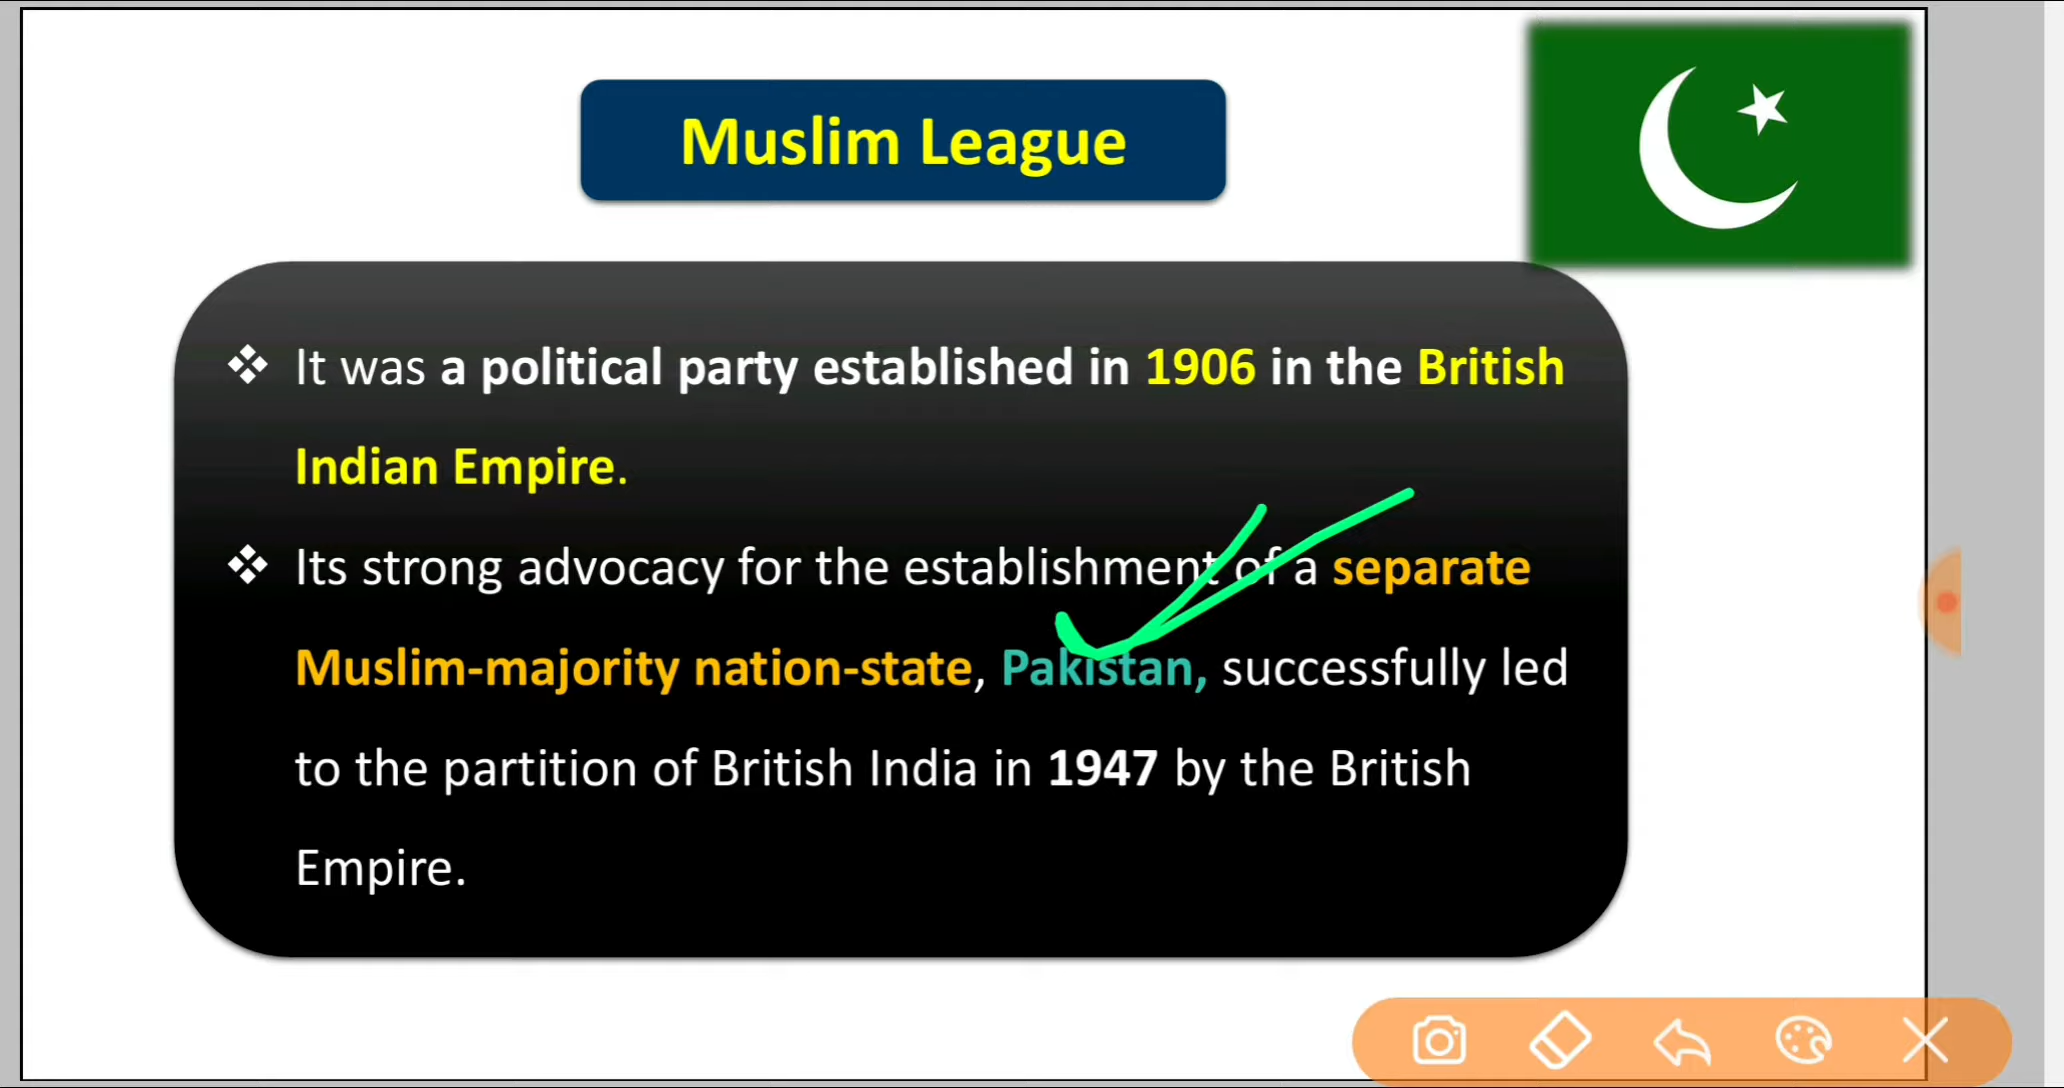 Muslim League
❖ It was a political party established in 1906 in the British
Indian Empire.
❖ Its strong advocacy for the establishment of a separate
Muslim-majority nation-state, Pakistan, successfully led
to the partition of British India in 1947 by the British
Empire.